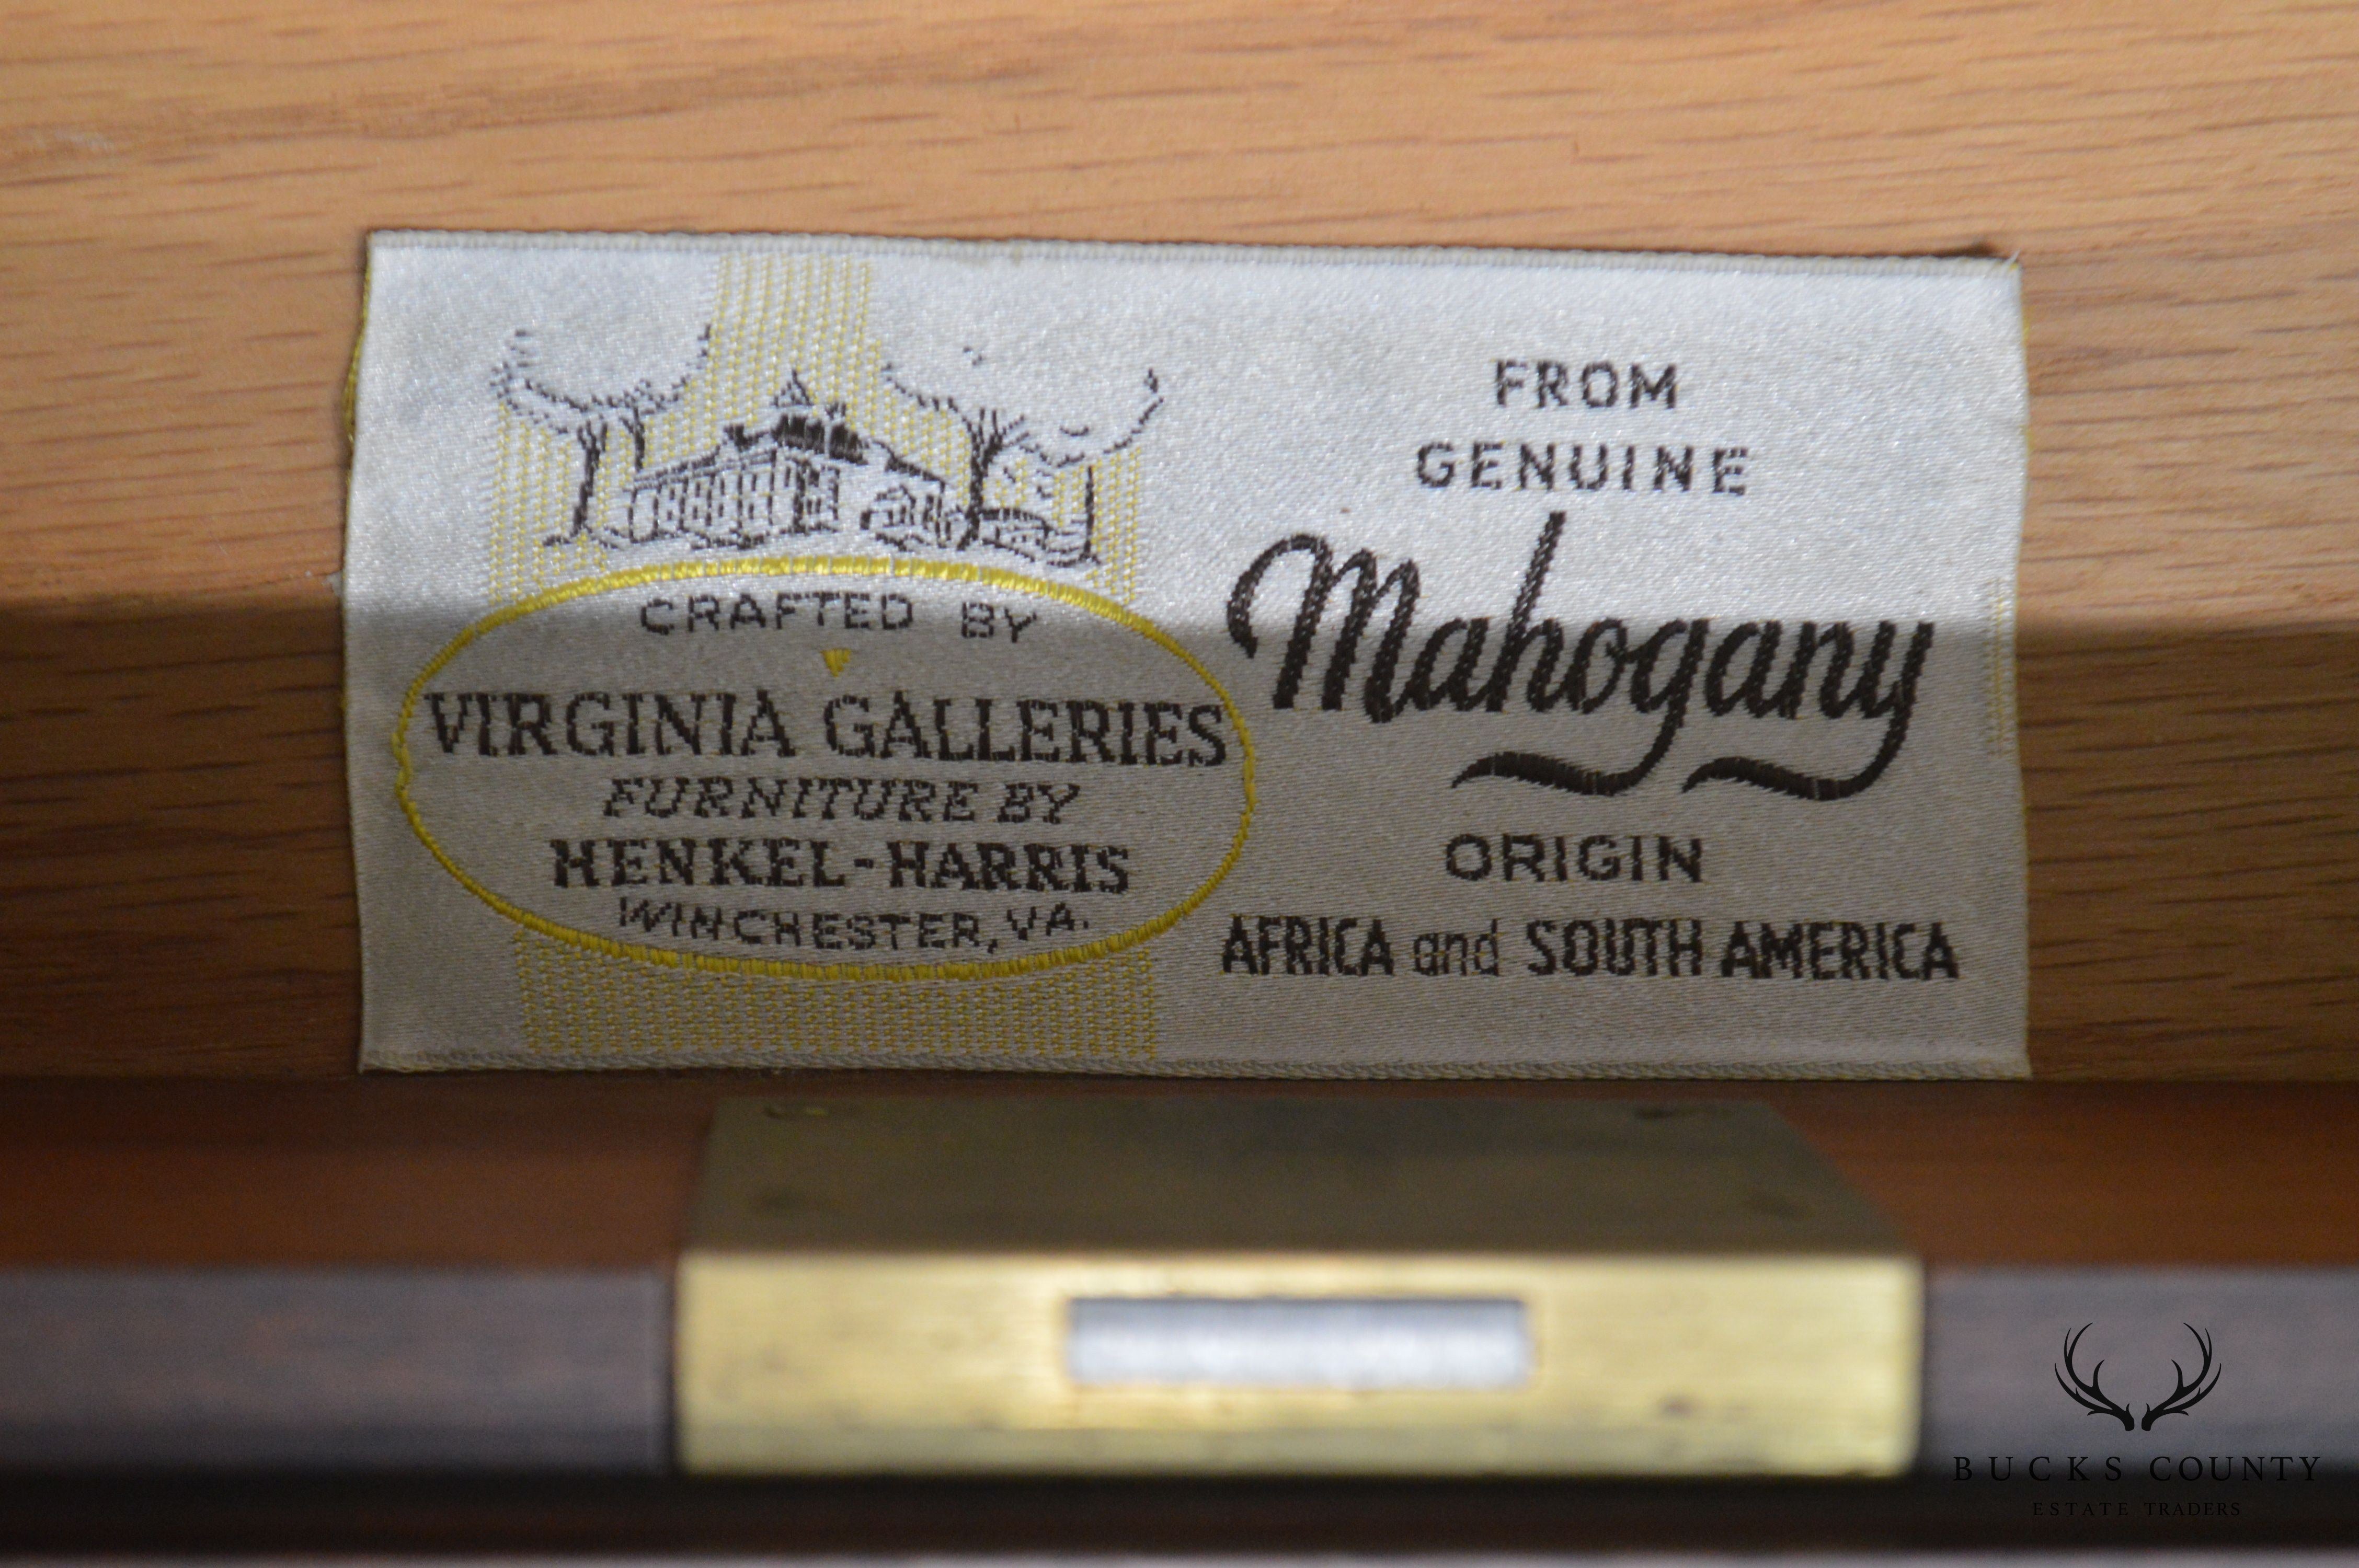 CRAFTED BY
VIRGINIA GALLERIES
FURNITURE BY
HENKEL-HARRIS
WINCHESTER, VA.
FROM
GENUINE
Mahogany
ORIGIN
AFRICA and SOUTH AMERICA
BUCKS COUNTY
ESTATE TRADERS